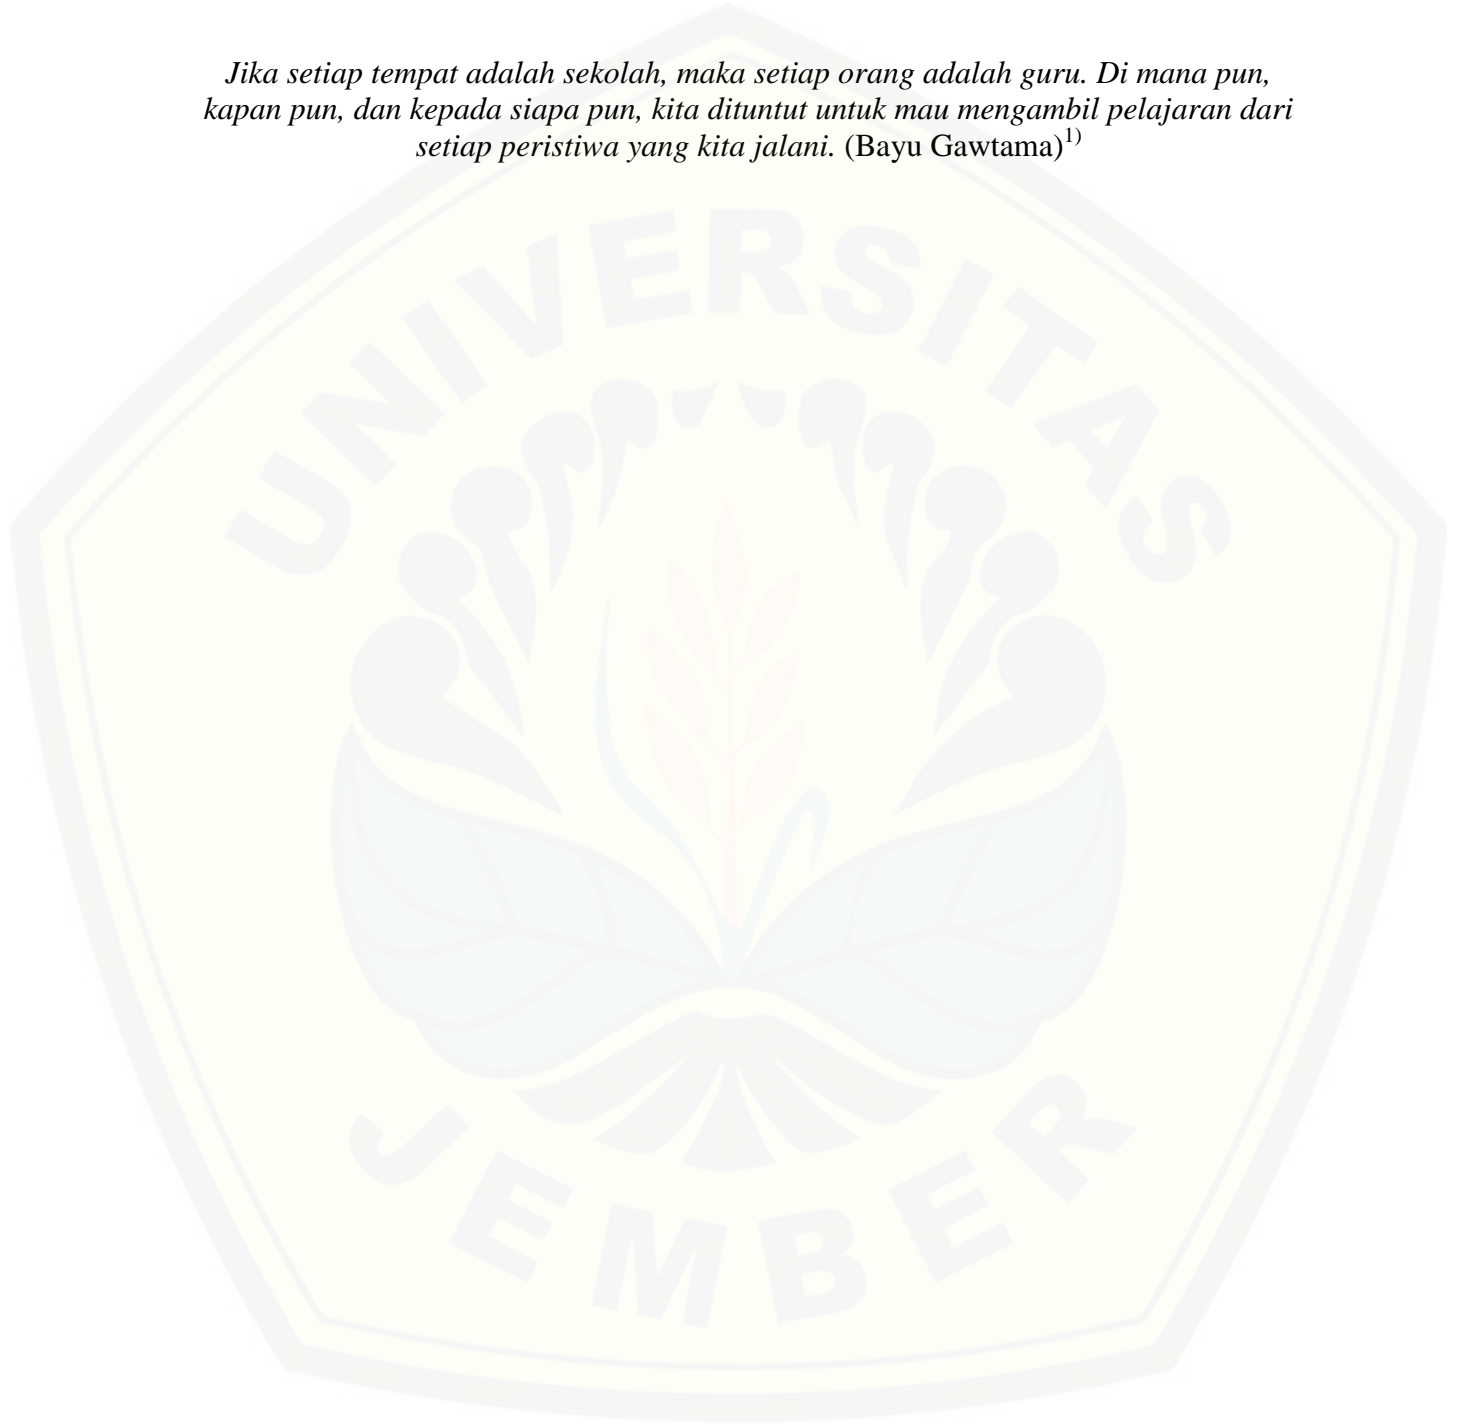 Jika setiap tempat adalah sekolah, maka setiap orang adalah guru. Di mana pun,
kapan pun, dan kepada siapa pun, kita dituntut untuk mau mengambil pelajaran dari
setiap peristiwa yang kita jalani. (Bayu Gawtama)1)
UNIVERSITAS
JEMBER